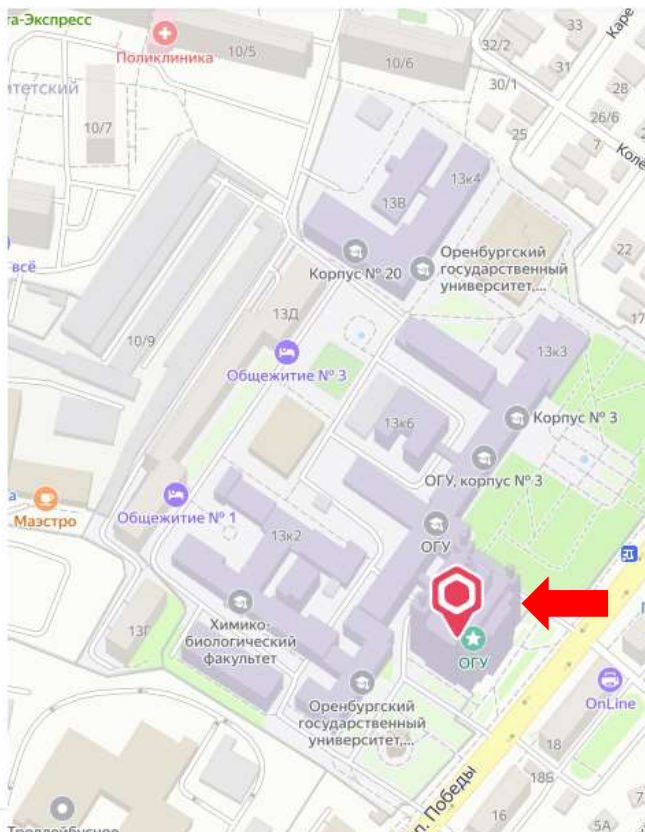 та-Экспресс
Поликлиника
10/5
10/6
32/2
33
Каре
31
30/1
28
итетский
10/7
26/6
25
7
Коле
13к4
13В
22
Оренбургский
государственный
университет,...
Корпус № 20
всё
17
13Д
10/9
13к3
Общежитие № 3
Корпус № 3
13к6
ОГУ, корпус № 3
а
Маэстро
Общежитие № 1
ОГУ
13к2
Химико-
биологический
факультет
13Г
ОГУ
OnLine
Оренбургский
государственный
университет,...
18
18Б
п. Победы
16
7
5А
Троллейбусное